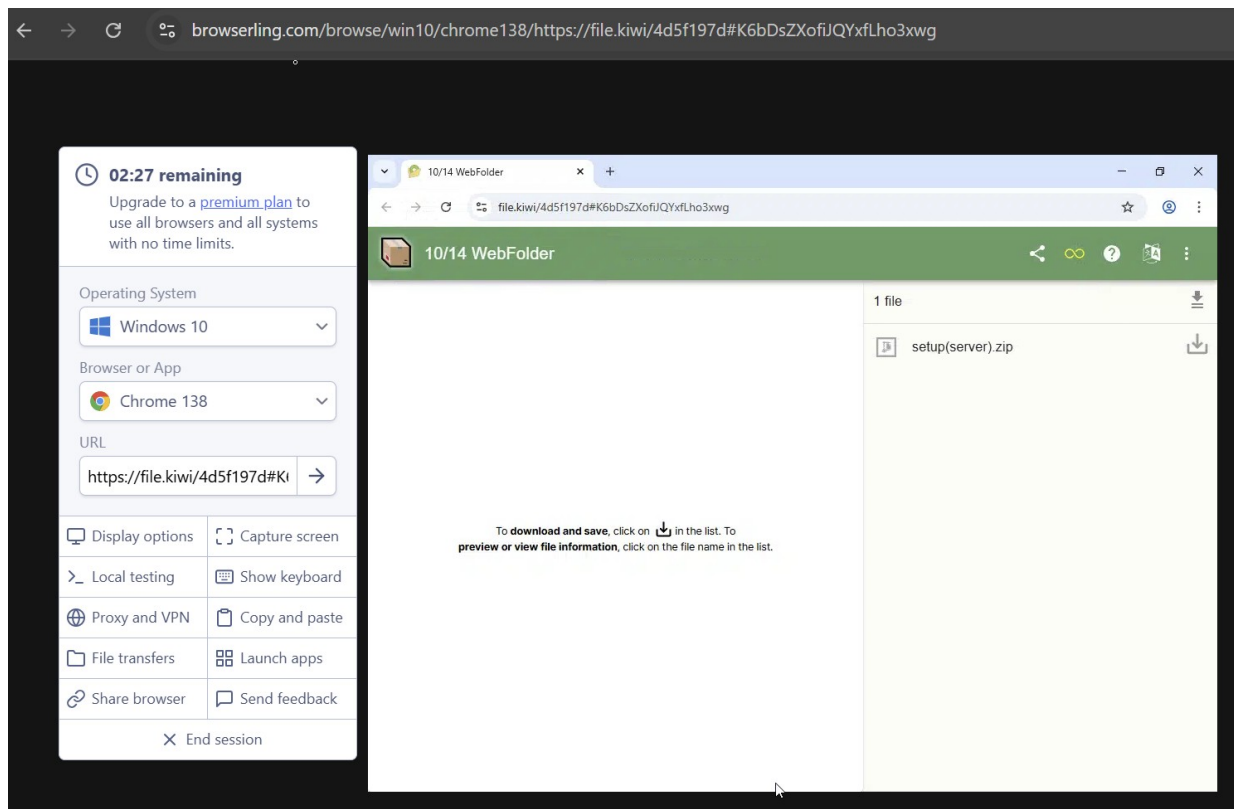 browserling.com/browse/win10/chrome138/https://file.kiwi/4d5f197d#K6bDsZXofiJQYxfLho3xwg
02:27 remaining
Upgrade to a premium plan to
use all browsers and all systems
with no time limits.
Operating System
Windows 10
Browser or App
Chrome 138
URL
https://file.kiwi/4d5f197d#K
Display options
Capture screen
Local testing
Show keyboard
Proxy and VPN
Copy and paste
File transfers
Launch apps
Share browser
Send feedback
End session
10/14 WebFolder
file.kiwi/4d5f197d#K6bDsZXofiJQYxfLho3xwg
10/14 WebFolder
1 file
setup(server).zip
To download and save, click on in the list. To
preview or view file information, click on the file name in the list.